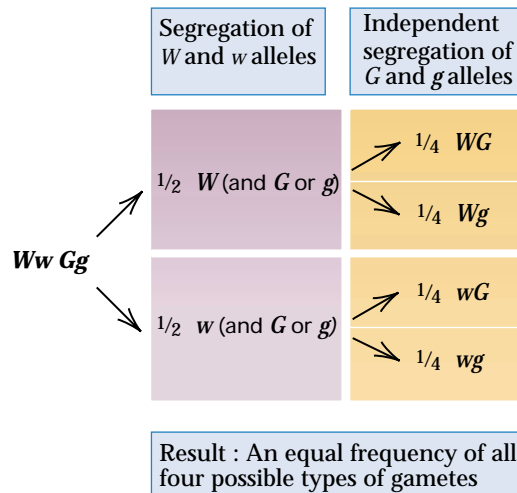 Segregation of
W and w alleles
Independent
segregation of
G and g alleles
Ww Gg
1/2 W (and G or g)
1/4 WG
1/4 Wg
1/2 w (and G or g)
1/4 wG
1/4 wg
Result : An equal frequency of all
four possible types of gametes